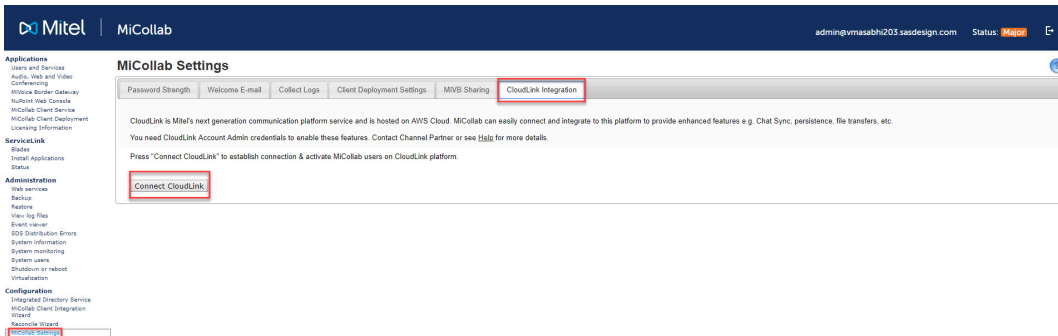 Mitel | MiCollab
admin@vmasabhi203.sasdesign.com Status: Major
Applications
Users and Services
Audio, Web and Video
Conferencing
MiVoice Border Gateway
NuPoint Web Console
MiCollab Client Service
MiCollab Client Deployment
Licensing Information
ServiceLink
Blades
Install Applications
Status
Administration
Web services
Backup
Restore
View log files
Event viewer
SDS Distribution Errors
System information
System monitoring
System users
Shutdown or reboot
Virtualization
Configuration
Integrated Directory Service
MiCollab Client Integration
Wizard
Reconcile Wizard
MiCollab Settings
MiCollab Settings
Password Strength Welcome E-mail Collect Logs Client Deployment Settings MiVB Sharing CloudLink Integration
CloudLink is Mitel's next generation communication platform service and is hosted on AWS Cloud. MiCollab can easily connect and integrate to this platform to provide enhanced features e.g. Chat Sync, persistence, file transfers, etc.
You need CloudLink Account Admin credentials to enable these features. Contact Channel Partner or see Help for more details.
Press "Connect CloudLink" to establish connection & activate MiCollab users on CloudLink platform.
Connect CloudLink